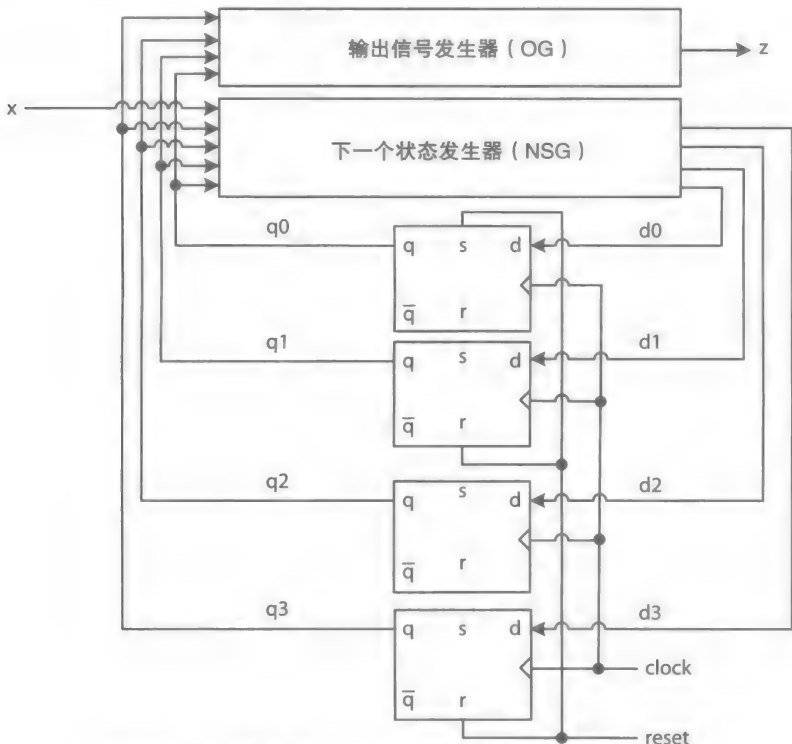 输出信号发生器（OG）
z
x
下一个状态发生器（NSG）
q0
q s d
d0
q̅ r
q1
q s d
d1
q̅ r
q2
q s d
d2
q̅ r
q3
q s d
d3
clock
q̅ r
reset